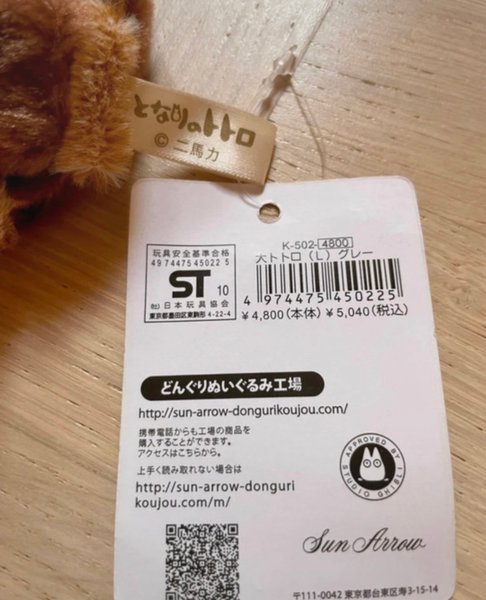 となりのトトロ
© 二馬力
K-502-4800
大トトロ(L) グレー
玩具安全基準合格
4974475450225
ST 10
(社)日本玩具協会
東京都墨田区東駒形4-22-4
4 974475 450225
¥4,800(本体) ¥5,040(税込)
どんぐりぬいぐるみ工場
http://sun-arrow-dongurikoujou.com/
携帯電話からも工場の商品を
購入することができます。
アクセスはこちらから。
上手く読み取れない場合は
http://sun-arrow-donguri
koujou.com/m/
APPROVED BY
STUDIO GHIBLI
Sun Arrow
〒111-0042 東京都台東区寿3-15-14